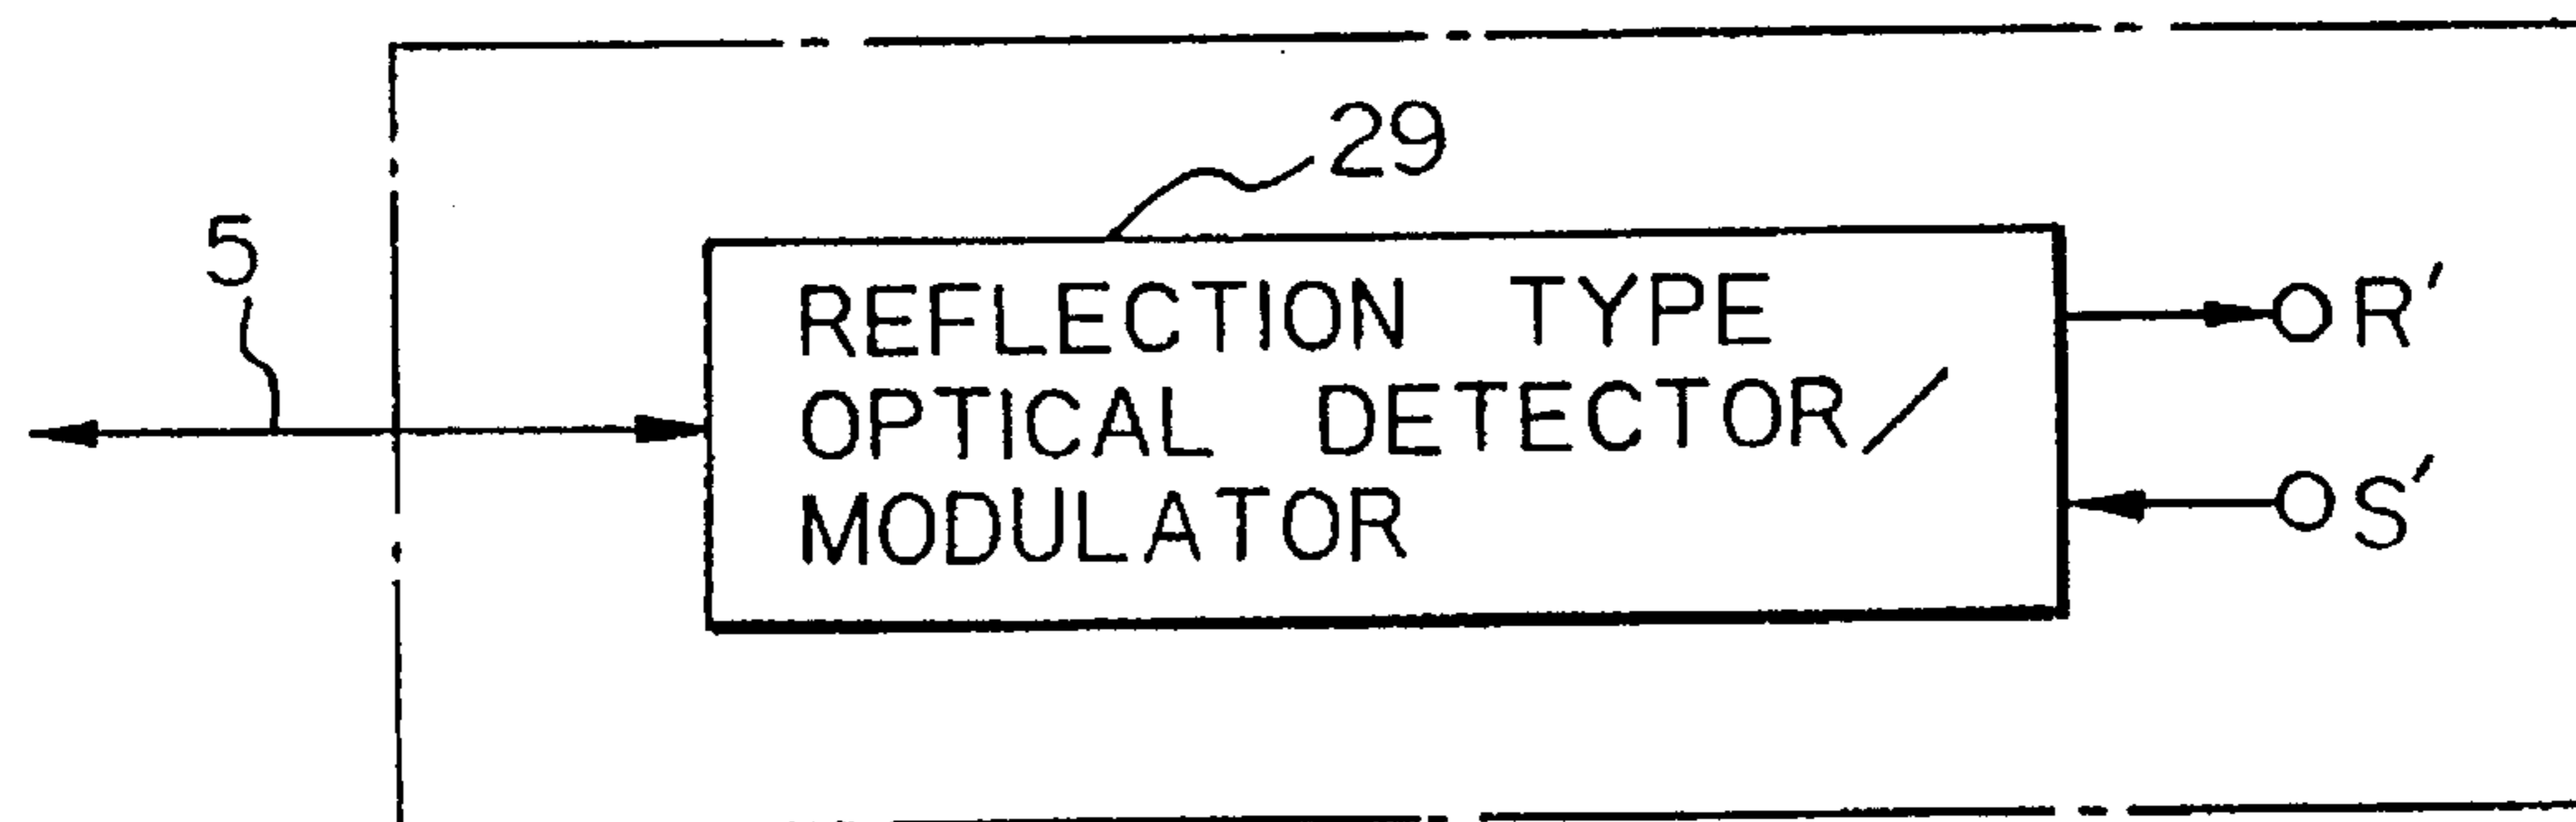 29
5
REFLECTION TYPE
OPTICAL DETECTOR/
MODULATOR
R'
S'